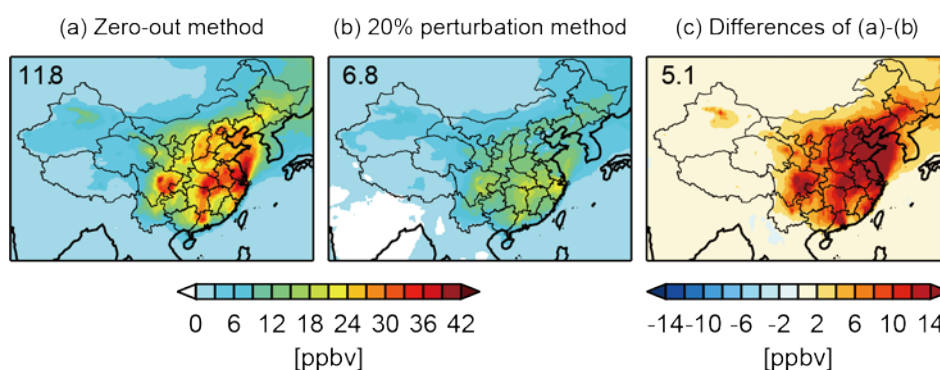 (a) Zero-out method (b) 20% perturbation method (c) Differences of (a)-(b)
11.8 6.8 5.1
0 6 12 18 24 30 36 42 -14-10 -6 -2 2 6 10 14
[ppbv] [ppbv]